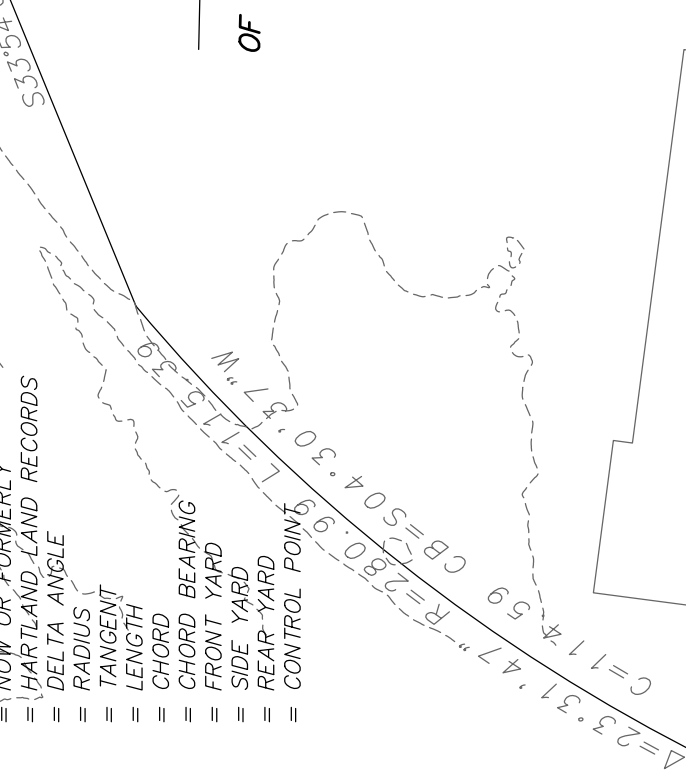 = NOW OR FORMERLY
= HARTLAND LAND RECORDS
= DELTA ANGLE
= RADIUS
= TANGENT
= LENGTH
= CHORD
= CHORD BEARING
= FRONT YARD
= SIDE YARD
= REAR YARD
= CONTROL POINT
OF
S33°54'
Δ=23°31'47" R=280.99 L=115.39
C=114.59 CB=S04°30'37"W